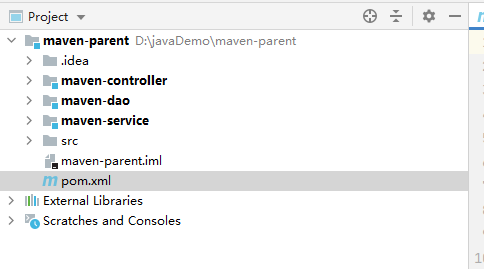 Project
maven-parent D:\javaDemo\maven-parent
.idea
maven-controller
maven-dao
maven-service
src
maven-parent.iml
pom.xml
External Libraries
Scratches and Consoles
10